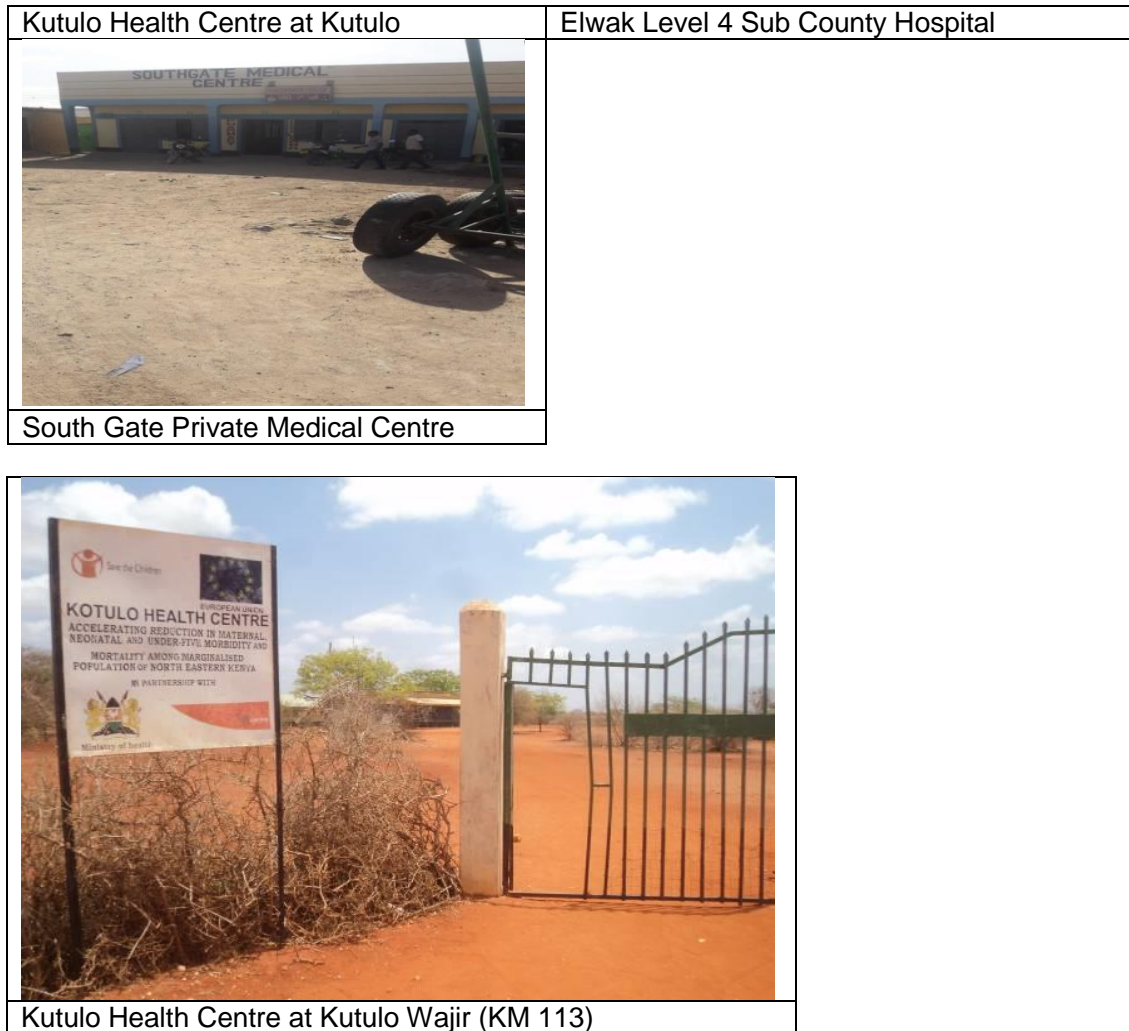 Kutulo Health Centre at Kutulo
Elwak Level 4 Sub County Hospital
SOUTHGATE MEDICAL
CENTRE
South Gate Private Medical Centre
Save the Children
EUROPEAN UNION
KOTULO HEALTH CENTRE
ACCELERATING REDUCTION IN MATERNAL,
NEONATAL AND UNDER-FIVE MORBIDITY AND
MORTALITY AMONG MARGINALISED
POPULATION OF NORTH EASTERN KENYA
IN PARTNERSHIP WITH
Ministry of health
Kutulo Health Centre at Kutulo Wajir (KM 113)